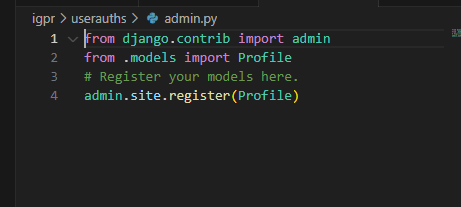 igpr > userauths > admin.py
1 from django.contrib import admin
2 from .models import Profile
3 # Register your models here.
4 admin.site.register(Profile)